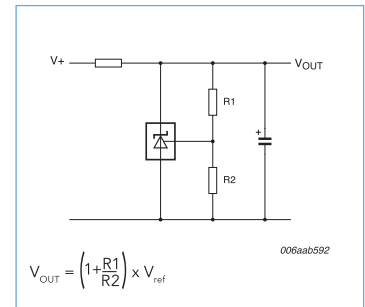 V+
VOUT
R1
+
R2
006aab592
VOUT = (1+R1/R2) x Vref